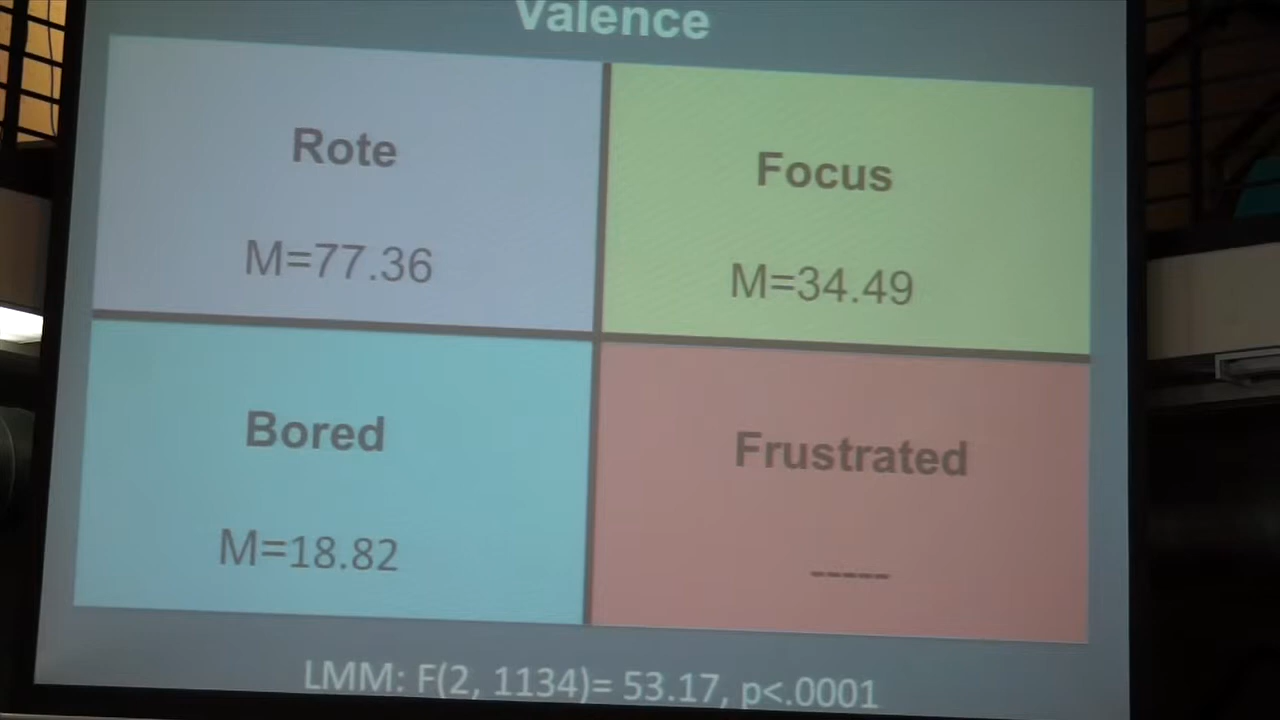 Valence
Rote
M=77.36
Focus
M=34.49
Bored
M=18.82
Frustrated
-----
LMM: F(2, 1134)= 53.17, p<.0001